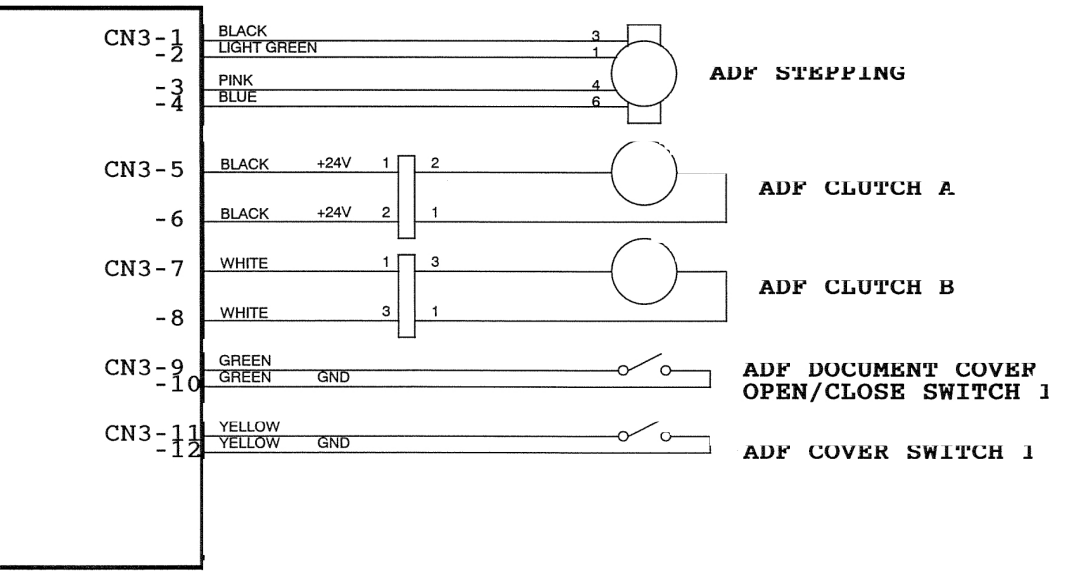 CN3-1 BLACK 3
-2 LIGHT GREEN 1
ADF STEPPING
-3 PINK 4
-4 BLUE 6
CN3-5 BLACK +24V 1 2
ADF CLUTCH A
-6 BLACK +24V 2 1
CN3-7 WHITE 1 3
ADF CLUTCH B
-8 WHITE 3 1
CN3-9 GREEN
-10 GREEN GND
ADF DOCUMENT COVER
OPEN/CLOSE SWITCH 1
CN3-11 YELLOW
-12 YELLOW GND
ADF COVER SWITCH 1